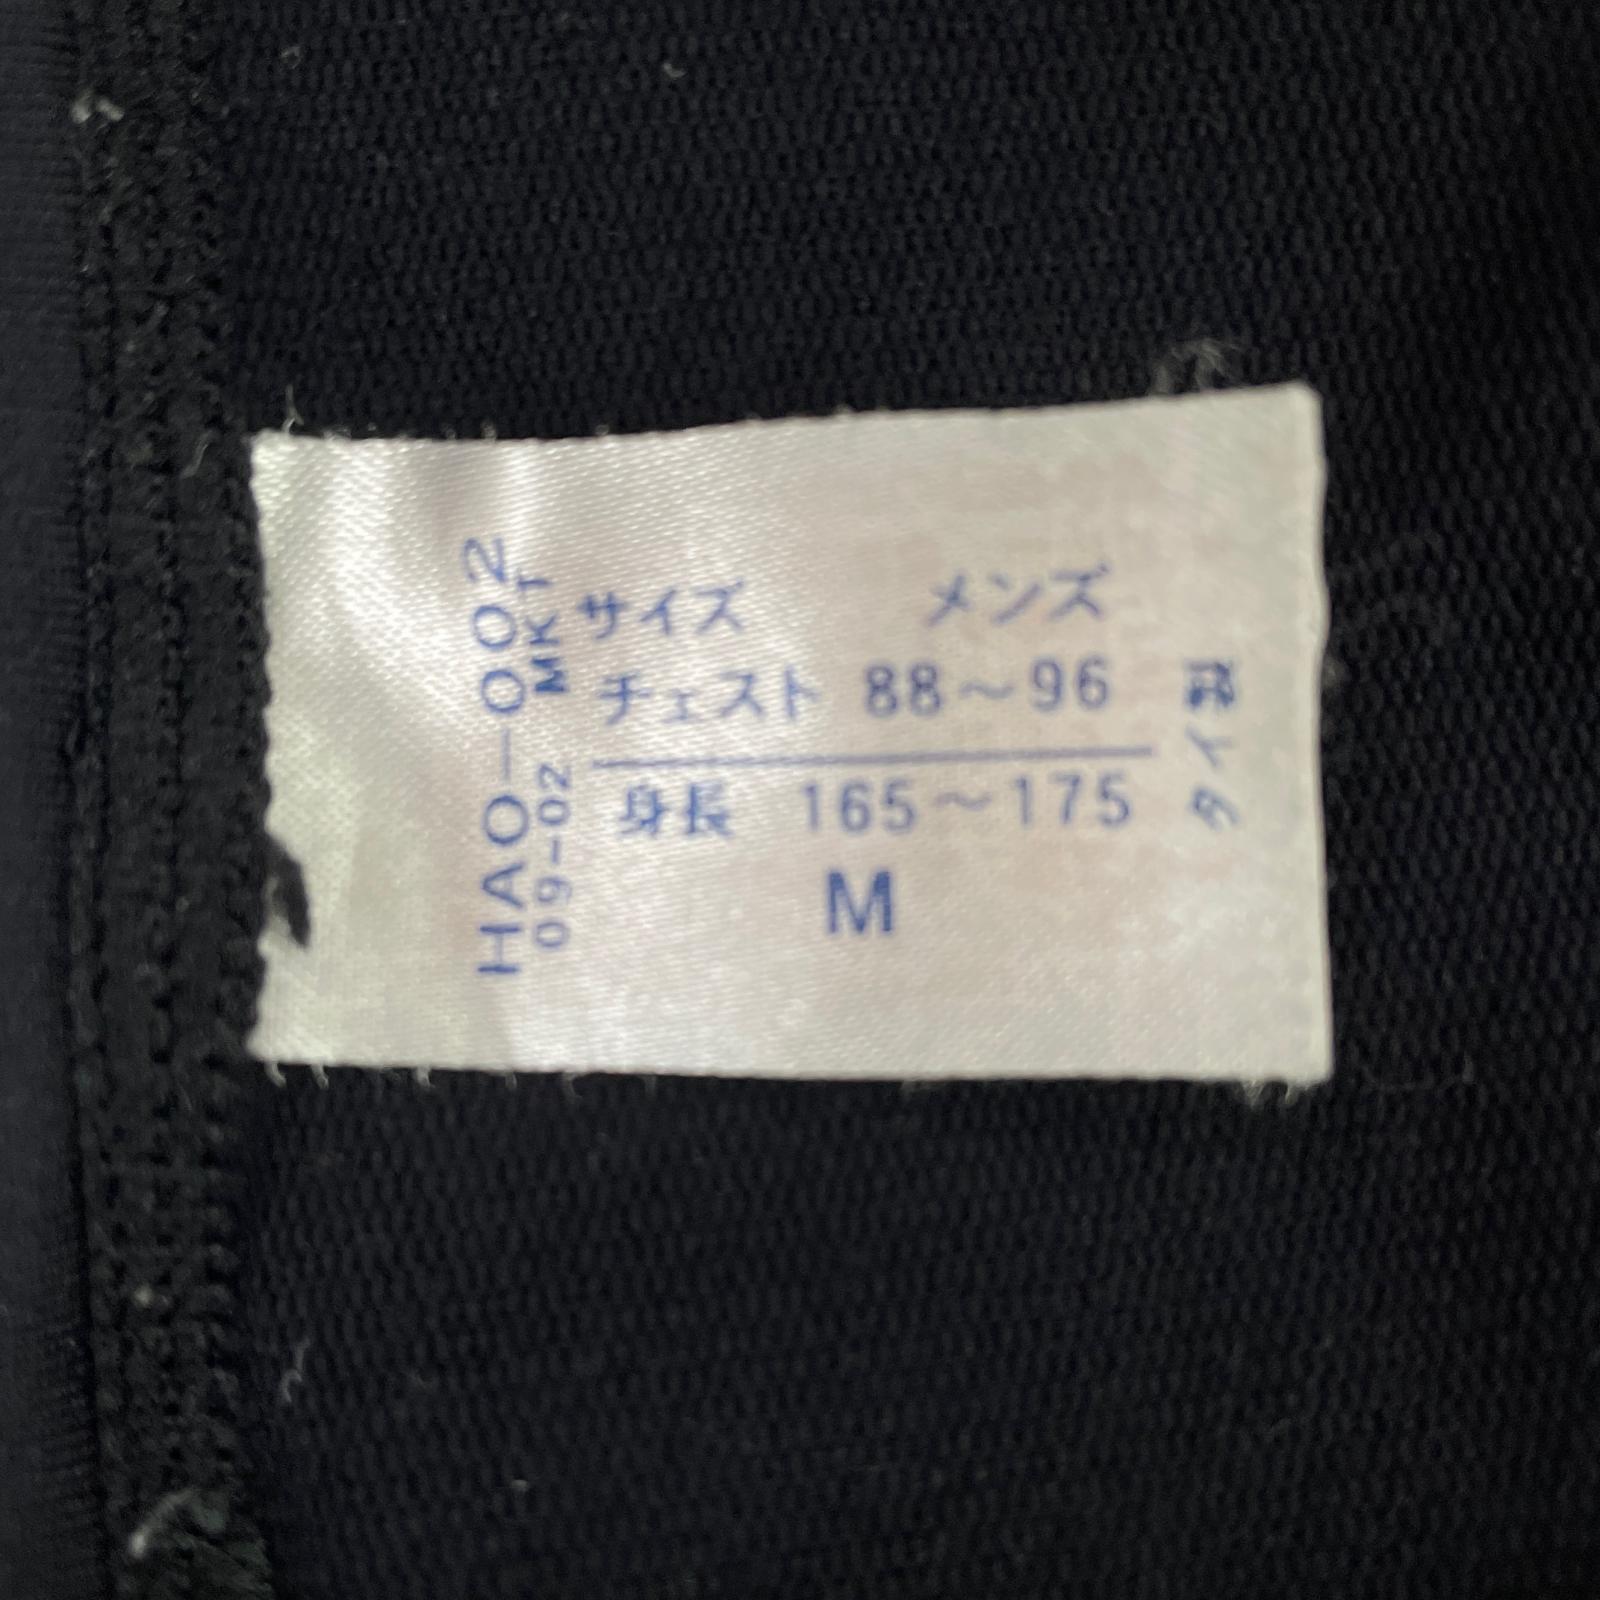 HAO-002
09-02 MKT
サイズ メンズ
チェスト 88～96
身長 165～175
M
タイ製